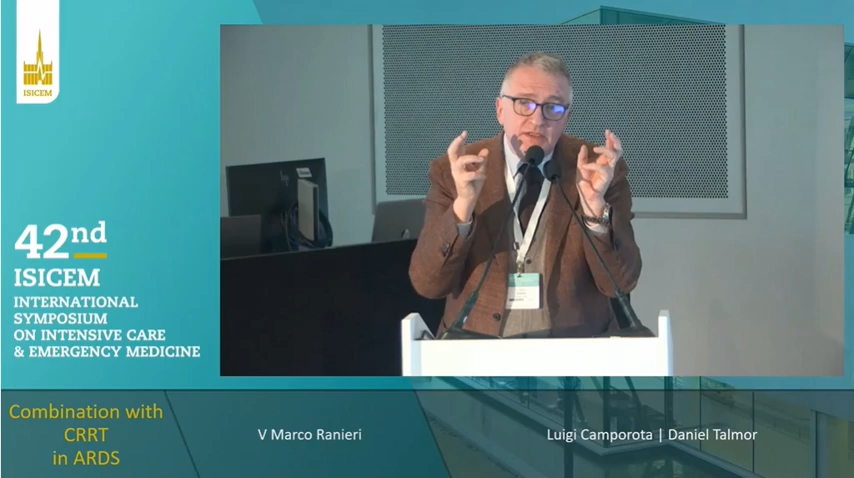 ISICEM
42nd
ISICEM
INTERNATIONAL
SYMPOSIUM
ON INTENSIVE CARE
& EMERGENCY MEDICINE
Combination with
CRRT
in ARDS
V Marco Ranieri
Luigi Camporota | Daniel Talmor